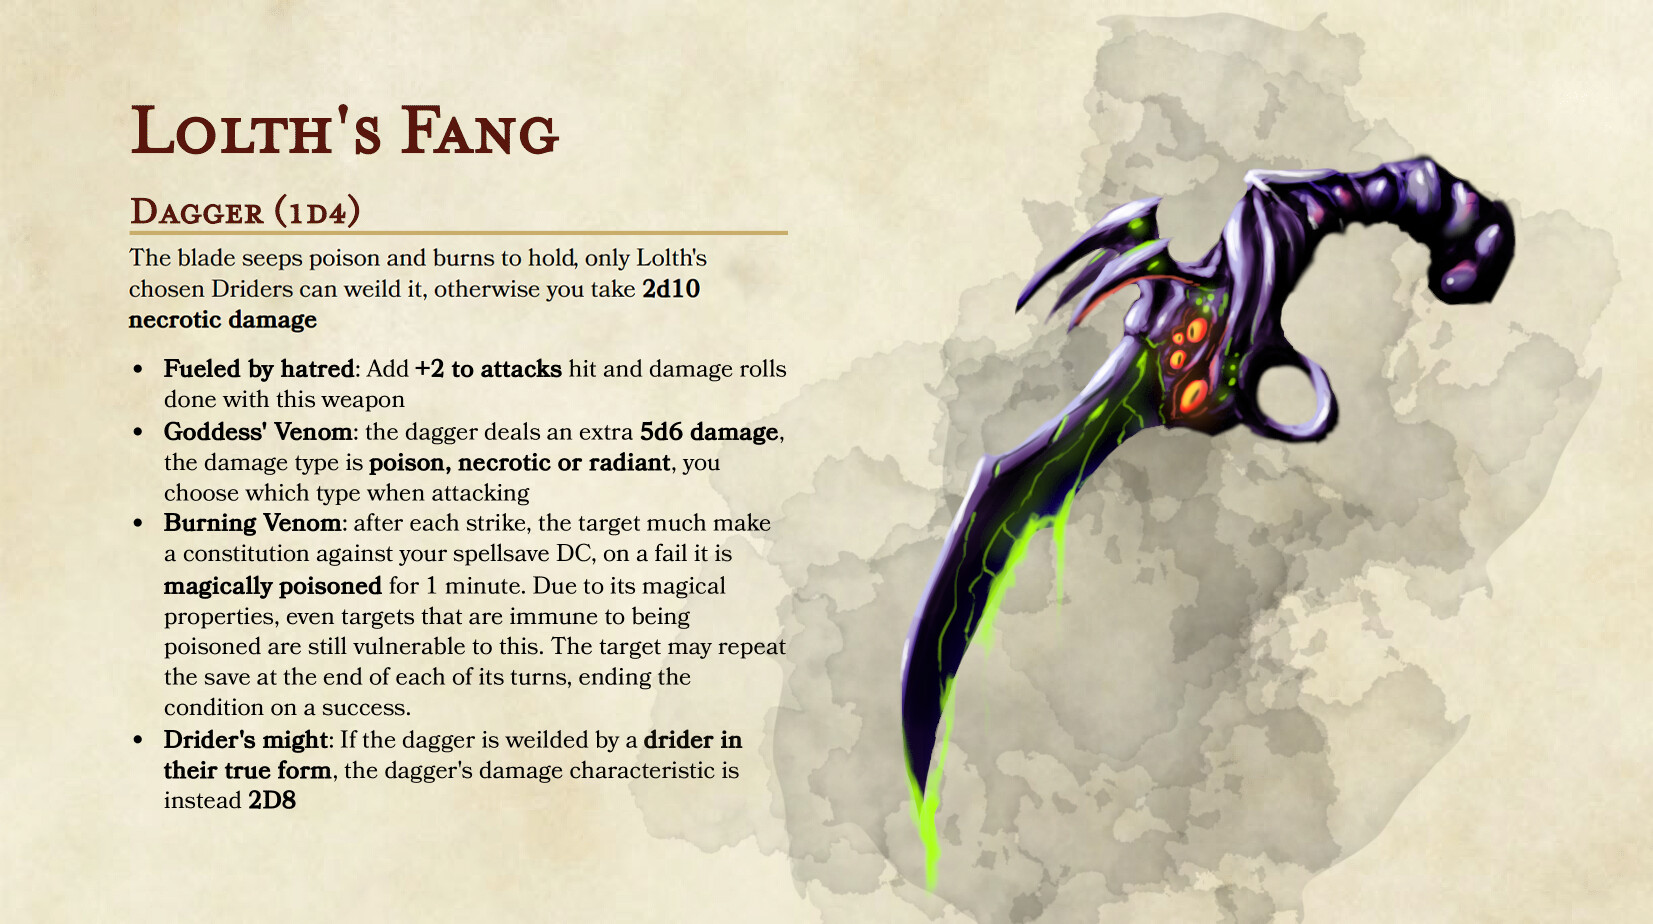 Lolth's Fang
Dagger (1d4)
The blade seeps poison and burns to hold, only Lolth's
chosen Driders can weild it, otherwise you take 2d10
necrotic damage
• Fueled by hatred: Add +2 to attacks hit and damage rolls
done with this weapon
• Goddess' Venom: the dagger deals an extra 5d6 damage,
the damage type is poison, necrotic or radiant, you
choose which type when attacking
• Burning Venom: after each strike, the target much make
a constitution against your spellsave DC, on a fail it is
magically poisoned for 1 minute. Due to its magical
properties, even targets that are immune to being
poisoned are still vulnerable to this. The target may repeat
the save at the end of each of its turns, ending the
condition on a success.
• Drider's might: If the dagger is weilded by a drider in
their true form, the dagger's damage characteristic is
instead 2D8